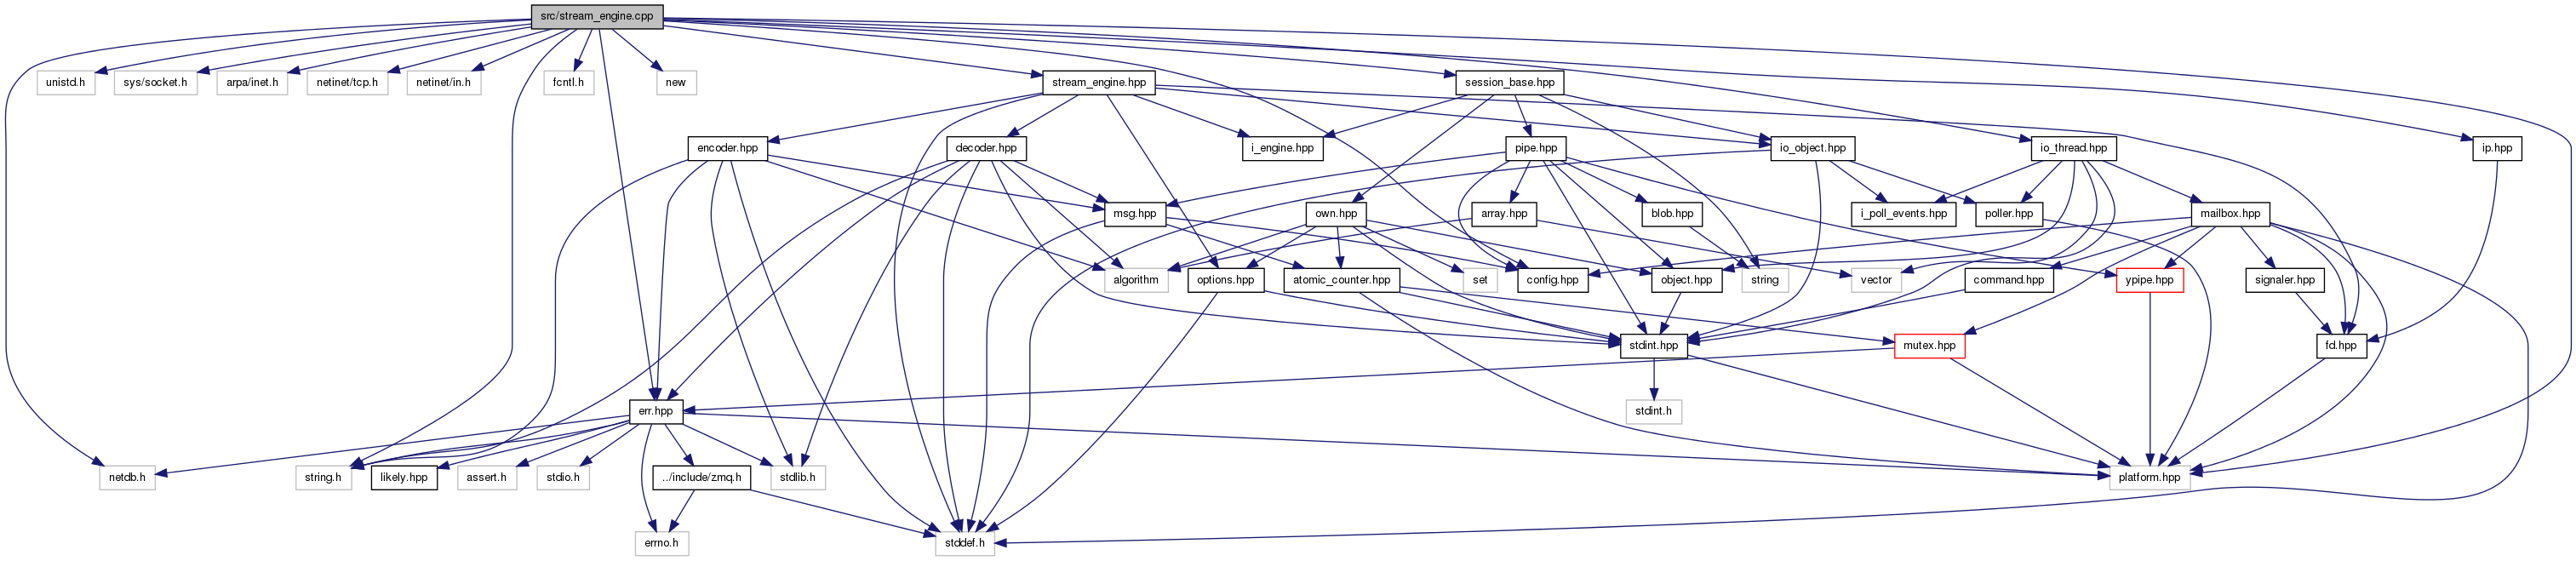 src/stream_engine.cpp
unistd.h
sys/socket.h
arpa/inet.h
netinet/tcp.h
netinet/in.h
fcntl.h
new
stream_engine.hpp
session_base.hpp
encoder.hpp
decoder.hpp
i_engine.hpp
pipe.hpp
io_object.hpp
io_thread.hpp
ip.hpp
msg.hpp
own.hpp
array.hpp
blob.hpp
i_poll_events.hpp
poller.hpp
mailbox.hpp
algorithm
options.hpp
atomic_counter.hpp
set
config.hpp
object.hpp
string
vector
command.hpp
ypipe.hpp
signaler.hpp
stdint.hpp
mutex.hpp
fd.hpp
err.hpp
stdint.h
netdb.h
string.h
likely.hpp
assert.h
stdio.h
../include/zmq.h
stdlib.h
platform.hpp
errno.h
stddef.h